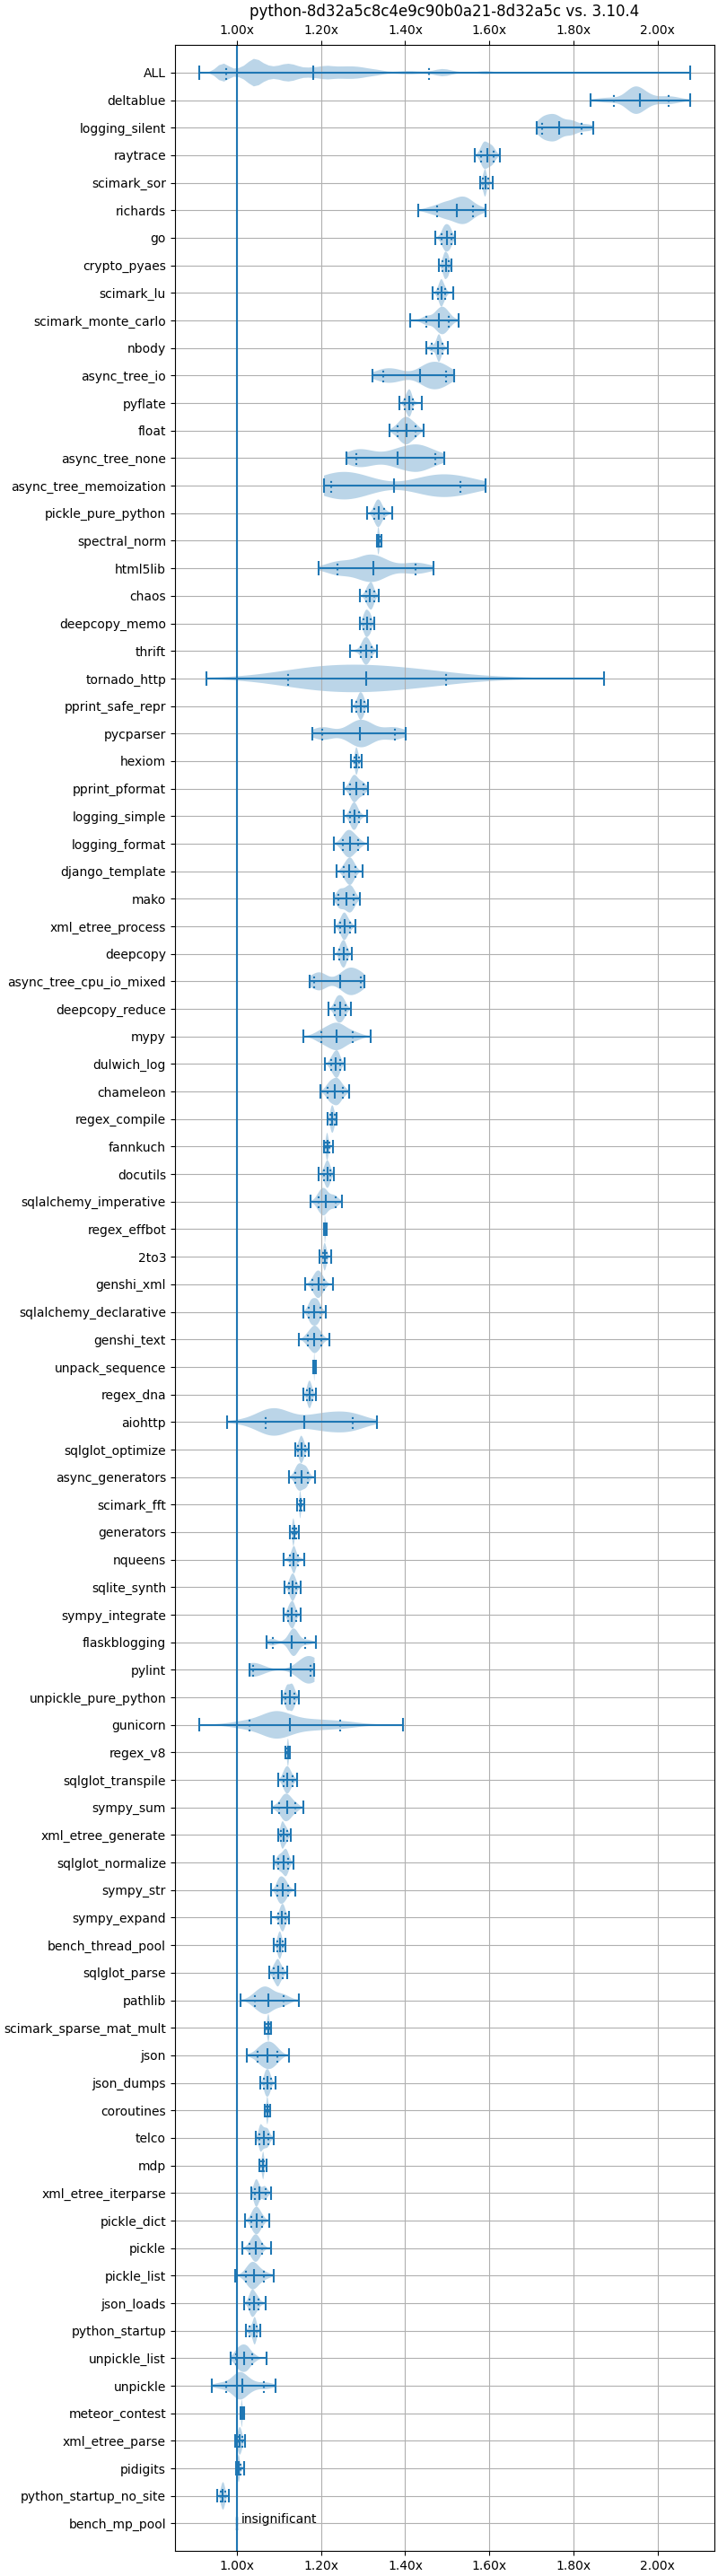 python-8d32a5c8c4e9c90b0a21-8d32a5c vs. 3.10.4
1.00x 1.20x 1.40x 1.60x 1.80x 2.00x
ALL
deltablue
logging_silent
raytrace
scimark_sor
richards
go
crypto_pyaes
scimark_lu
scimark_monte_carlo
nbody
async_tree_io
pyflate
float
async_tree_none
async_tree_memoization
pickle_pure_python
spectral_norm
html5lib
chaos
deepcopy_memo
thrift
tornado_http
pprint_safe_repr
pycparser
hexiom
pprint_pformat
logging_simple
logging_format
django_template
mako
xml_etree_process
deepcopy
async_tree_cpu_io_mixed
deepcopy_reduce
mypy
dulwich_log
chameleon
regex_compile
fannkuch
docutils
sqlalchemy_imperative
regex_effbot
2to3
genshi_xml
sqlalchemy_declarative
genshi_text
unpack_sequence
regex_dna
aiohttp
sqlglot_optimize
async_generators
scimark_fft
generators
nqueens
sqlite_synth
sympy_integrate
flaskblogging
pylint
unpickle_pure_python
gunicorn
regex_v8
sqlglot_transpile
sympy_sum
xml_etree_generate
sqlglot_normalize
sympy_str
sympy_expand
bench_thread_pool
sqlglot_parse
pathlib
scimark_sparse_mat_mult
json
json_dumps
coroutines
telco
mdp
xml_etree_iterparse
pickle_dict
pickle
pickle_list
json_loads
python_startup
unpickle_list
unpickle
meteor_contest
xml_etree_parse
pidigits
python_startup_no_site
bench_mp_pool insignificant
1.00x 1.20x 1.40x 1.60x 1.80x 2.00x